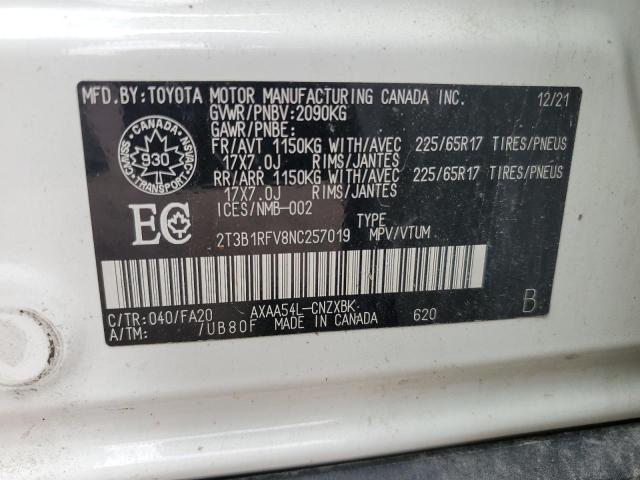 MFD.BY: TOYOTA MOTOR MANUFACTURING CANADA INC. 12/21
GVWR/PNBV: 2090KG
GAWR/PNBE:
FR/AVT 1150KG WITH/AVEC 225/65R17 TIRES/PNEUS
17X7.0J RIMS/JANTES
RR/ARR 1150KG WITH/AVEC 225/65R17 TIRES/PNEUS
17X7.0J RIMS/JANTES
ICES/NMB-002
CANADA
CMVSS NSVAC
930
TRANSPORT
EC
TYPE
2T3B1RFV8NC257019 MPV/VTUM
C/TR: 040/FA20 AXAA54L-CNZXBK 620 B
A/TM: /UB80F MADE IN CANADA